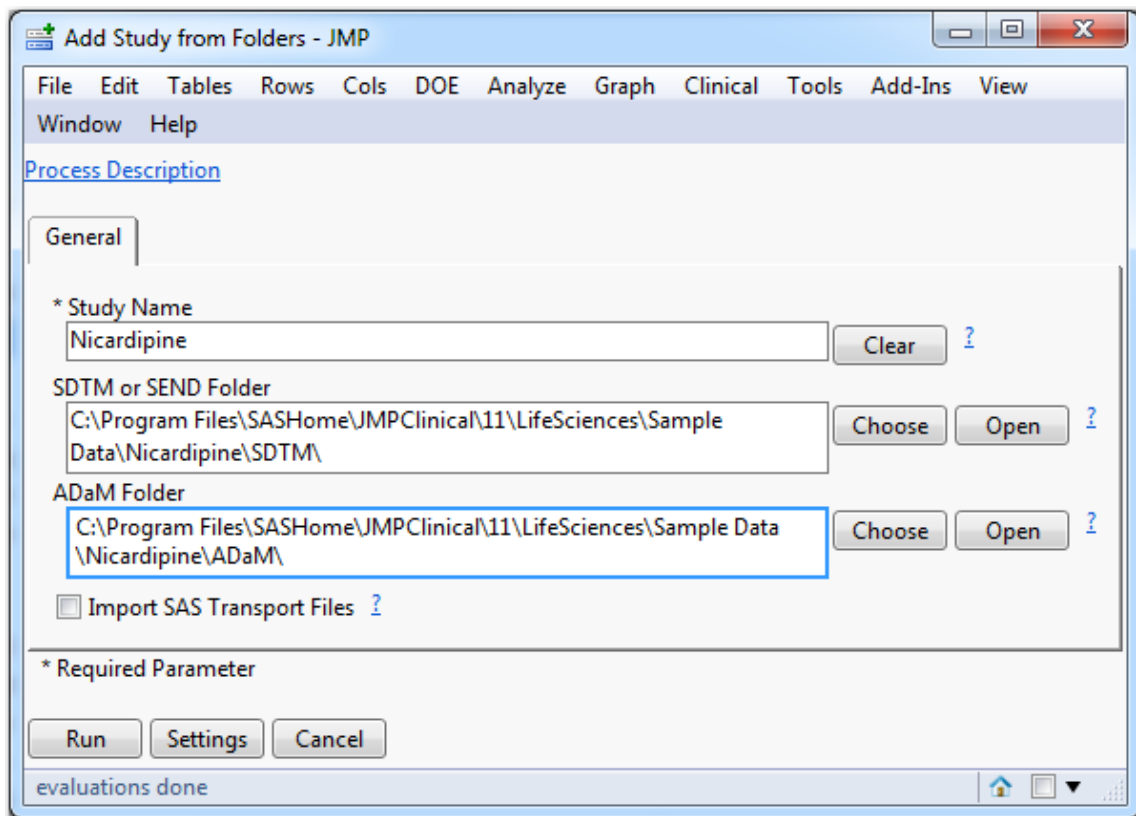 Add Study from Folders - JMP
File Edit Tables Rows Cols DOE Analyze Graph Clinical Tools Add-Ins View
Window Help
Process Description
General
* Study Name
Nicardipine
Clear ?
SDTM or SEND Folder
C:\Program Files\SASHome\JMPClinical\11\LifeSciences\Sample
Data\Nicardipine\SDTM\
Choose Open ?
ADaM Folder
C:\Program Files\SASHome\JMPClinical\11\LifeSciences\Sample Data
\Nicardipine\ADaM\
Choose Open ?
Import SAS Transport Files ?
* Required Parameter
Run Settings Cancel
evaluations done